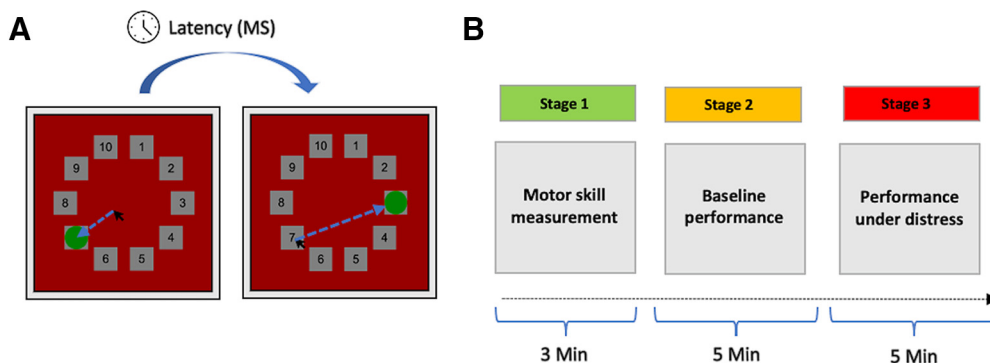 A
Latency (MS)
10 1
9 2
8 3
4
6 5
10 1
9 2
8
7 4
6 5
B
Stage 1
Stage 2
Stage 3
Motor skill
measurement
Baseline
performance
Performance
under distress
3 Min
5 Min
5 Min